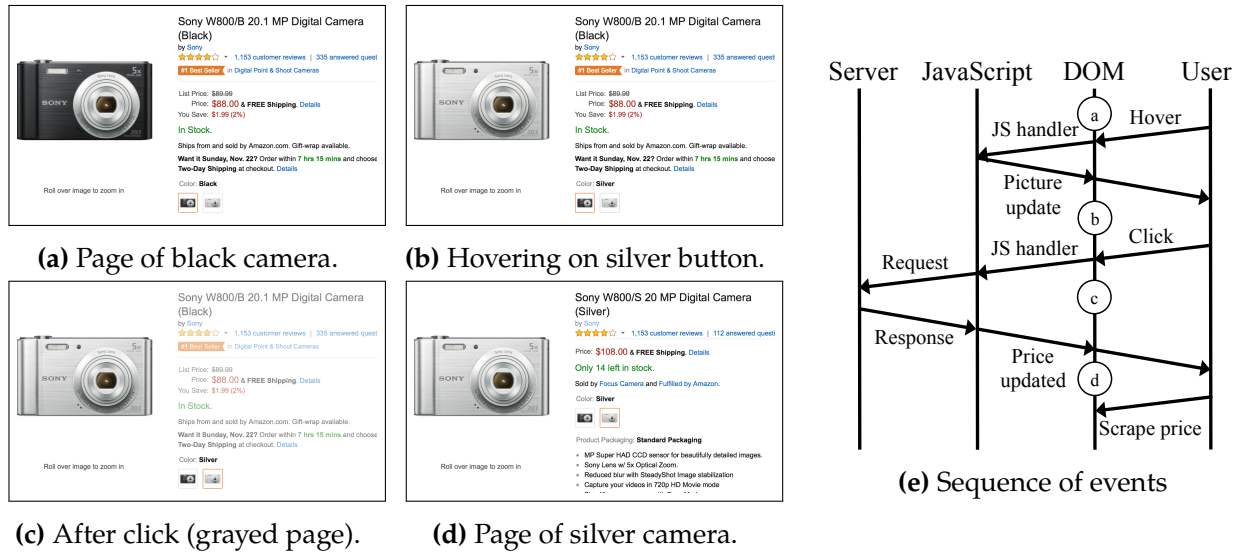 Sony W800/B 20.1 MP Digital Camera
(Black)
by Sony
1,153 customer reviews | 335 answered quest
#1 Best Seller in Digital Point & Shoot Cameras
List Price: $89.99
Price: $88.00 & FREE Shipping. Details
You Save: $1.99 (2%)
In Stock.
Ships from and sold by Amazon.com. Gift-wrap available.
Want it Sunday, Nov. 22? Order within 7 hrs 15 mins and choose
Two-Day Shipping at checkout. Details
Color: Black
SONY
5x
Roll over image to zoom in
(a) Page of black camera.
Sony W800/B 20.1 MP Digital Camera
(Black)
by Sony
1,153 customer reviews | 335 answered quest
#1 Best Seller in Digital Point & Shoot Cameras
List Price: $89.99
Price: $88.00 & FREE Shipping. Details
You Save: $1.99 (2%)
In Stock.
Ships from and sold by Amazon.com. Gift-wrap available.
Want it Sunday, Nov. 22? Order within 7 hrs 15 mins and choose
Two-Day Shipping at checkout. Details
Color: Silver
SONY
5x
Roll over image to zoom in
(b) Hovering on silver button.
Sony W800/B 20.1 MP Digital Camera
(Black)
by Sony
1,153 customer reviews | 335 answered quest
#1 Best Seller in Digital Point & Shoot Cameras
List Price: $89.99
Price: $88.00 & FREE Shipping. Details
You Save: $1.99 (2%)
In Stock.
Ships from and sold by Amazon.com. Gift-wrap available.
Want it Sunday, Nov. 22? Order within 7 hrs 15 mins and choose
Two-Day Shipping at checkout. Details
Color: Silver
SONY
5x
Roll over image to zoom in
(c) After click (grayed page).
Sony W800/S 20 MP Digital Camera
(Silver)
by Sony
1,153 customer reviews | 112 answered questi
Price: $108.00 & FREE Shipping. Details
Only 14 left in stock.
Sold by Focus Camera and Fulfilled by Amazon.
Color: Silver
Product Packaging: Standard Packaging
MP Super HAD CCD sensor for beautifully detailed images.
Sony Lens w/ 5x Optical Zoom.
Reduced blur with SteadyShot Image stabilization
Capture your videos in 720p HD Movie mode
SONY
5x
Roll over image to zoom in
(d) Page of silver camera.
Server JavaScript DOM User
a
Hover
JS handler
Picture
update
b
Click
JS handler
Request
c
Response
Price
updated
d
Scrape price
(e) Sequence of events